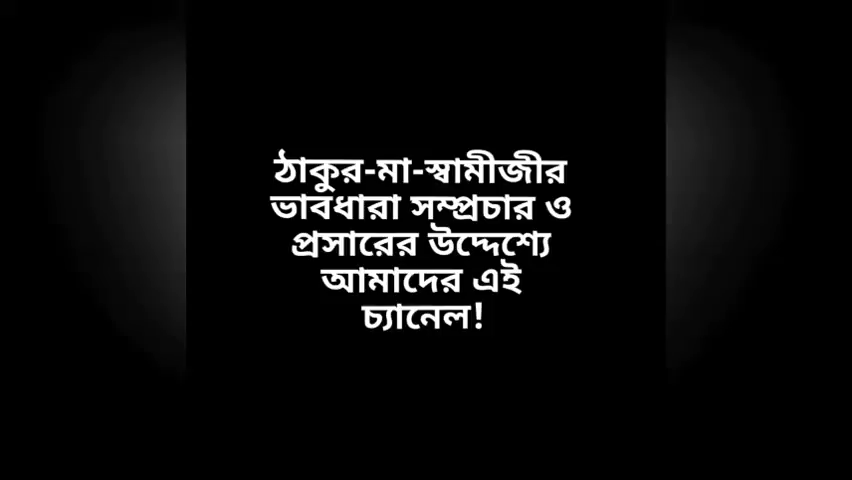 ঠাকুর-মা-স্বামীজীর
ভাবধারা সম্প্রচার ও
প্রসারের উদ্দেশ্যে
আমাদের এই
চ্যানেল!